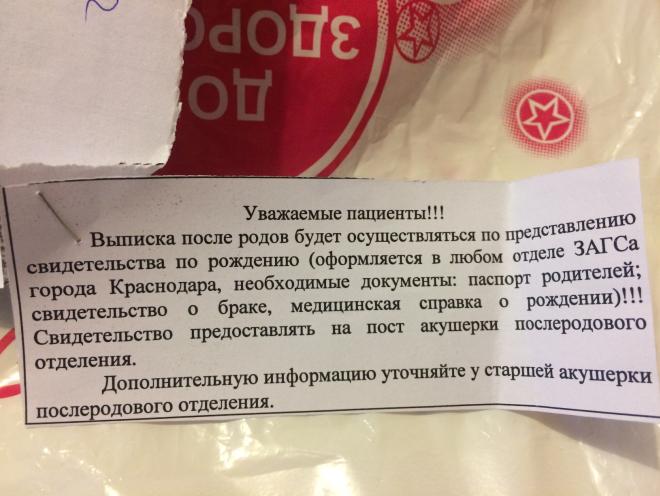 ДО
ЗДОРО
Уважаемые пациенты!!!
Выписка после родов будет осуществляться по представлению
свидетельства по рождению (оформляется в любом отделе ЗАГСа
города Краснодара, необходимые документы: паспорт родителей;
свидетельство о браке, медицинская справка о рождении)!!!
Свидетельство предоставлять на пост акушерки послеродового
отделения.
Дополнительную информацию уточняйте у старшей акушерки
послеродового отделения.